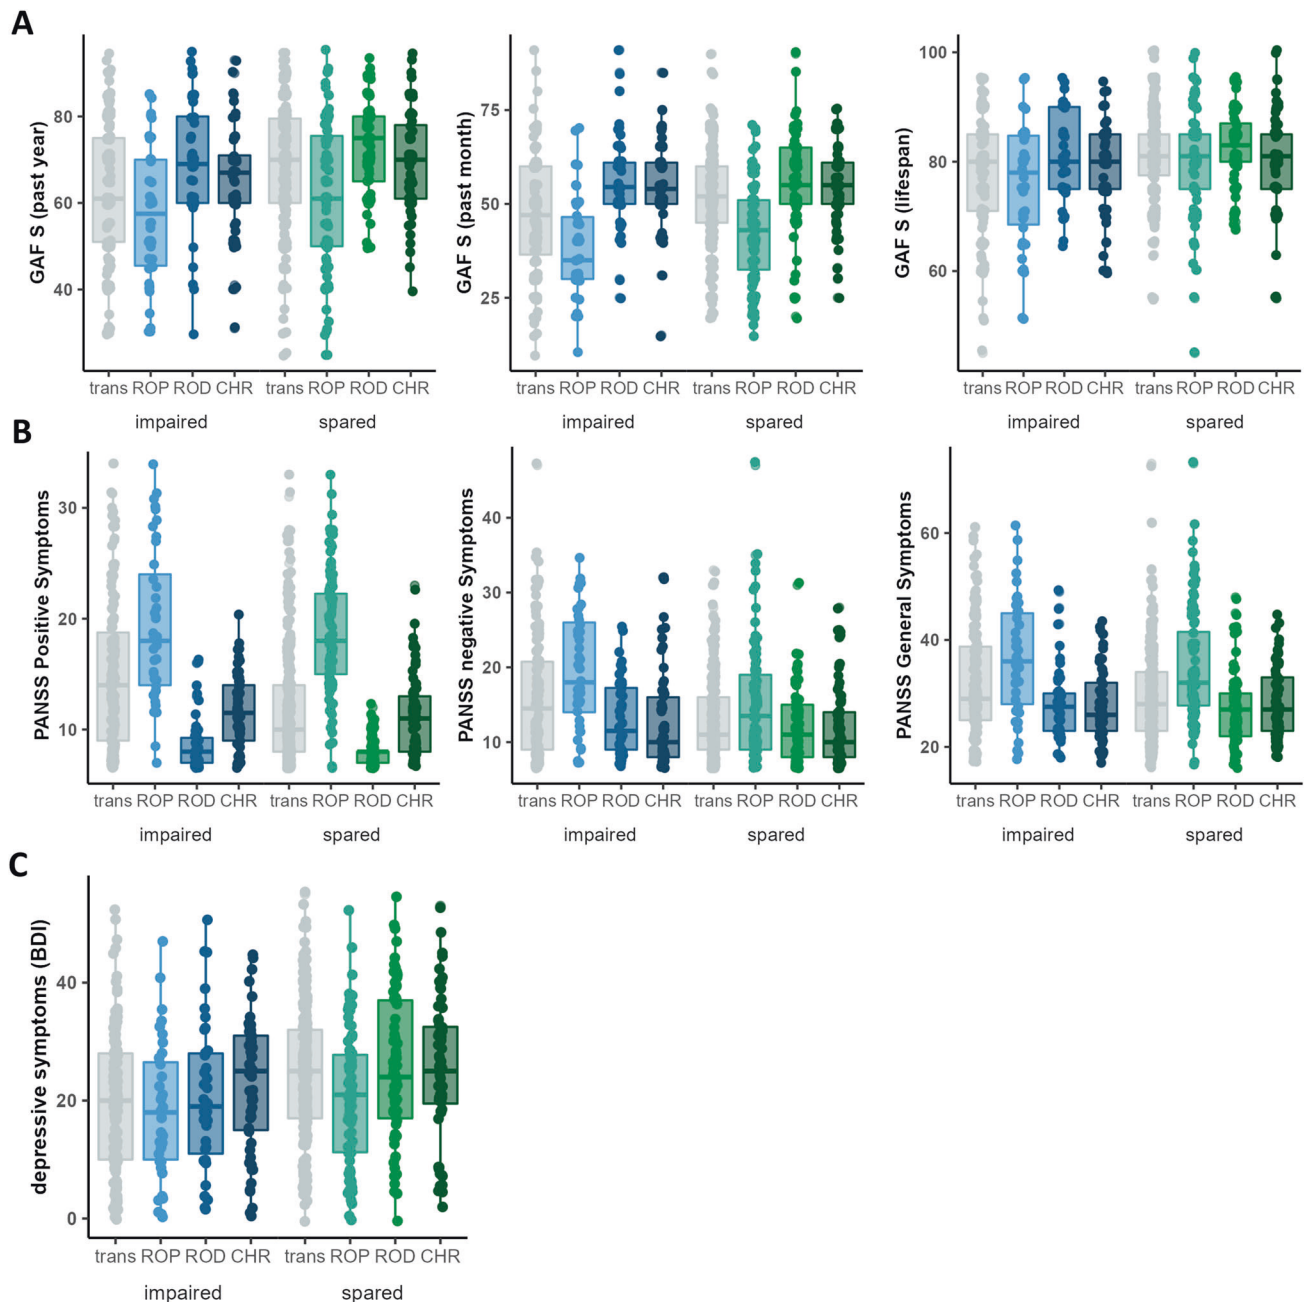 A
GAF S (past year)
80
60
40
trans ROP ROD CHR trans ROP ROD CHR
impaired spared
GAF S (past month)
75
50
25
trans ROP ROD CHR trans ROP ROD CHR
impaired spared
GAF S (lifespan)
100
80
60
trans ROP ROD CHR trans ROP ROD CHR
impaired spared
B
PANSS Positive Symptoms
30
20
10
trans ROP ROD CHR trans ROP ROD CHR
impaired spared
PANSS negative Symptoms
40
30
20
10
trans ROP ROD CHR trans ROP ROD CHR
impaired spared
PANSS General Symptoms
60
40
20
trans ROP ROD CHR trans ROP ROD CHR
impaired spared
C
depressive symptoms (BDI)
40
20
0
trans ROP ROD CHR trans ROP ROD CHR
impaired spared